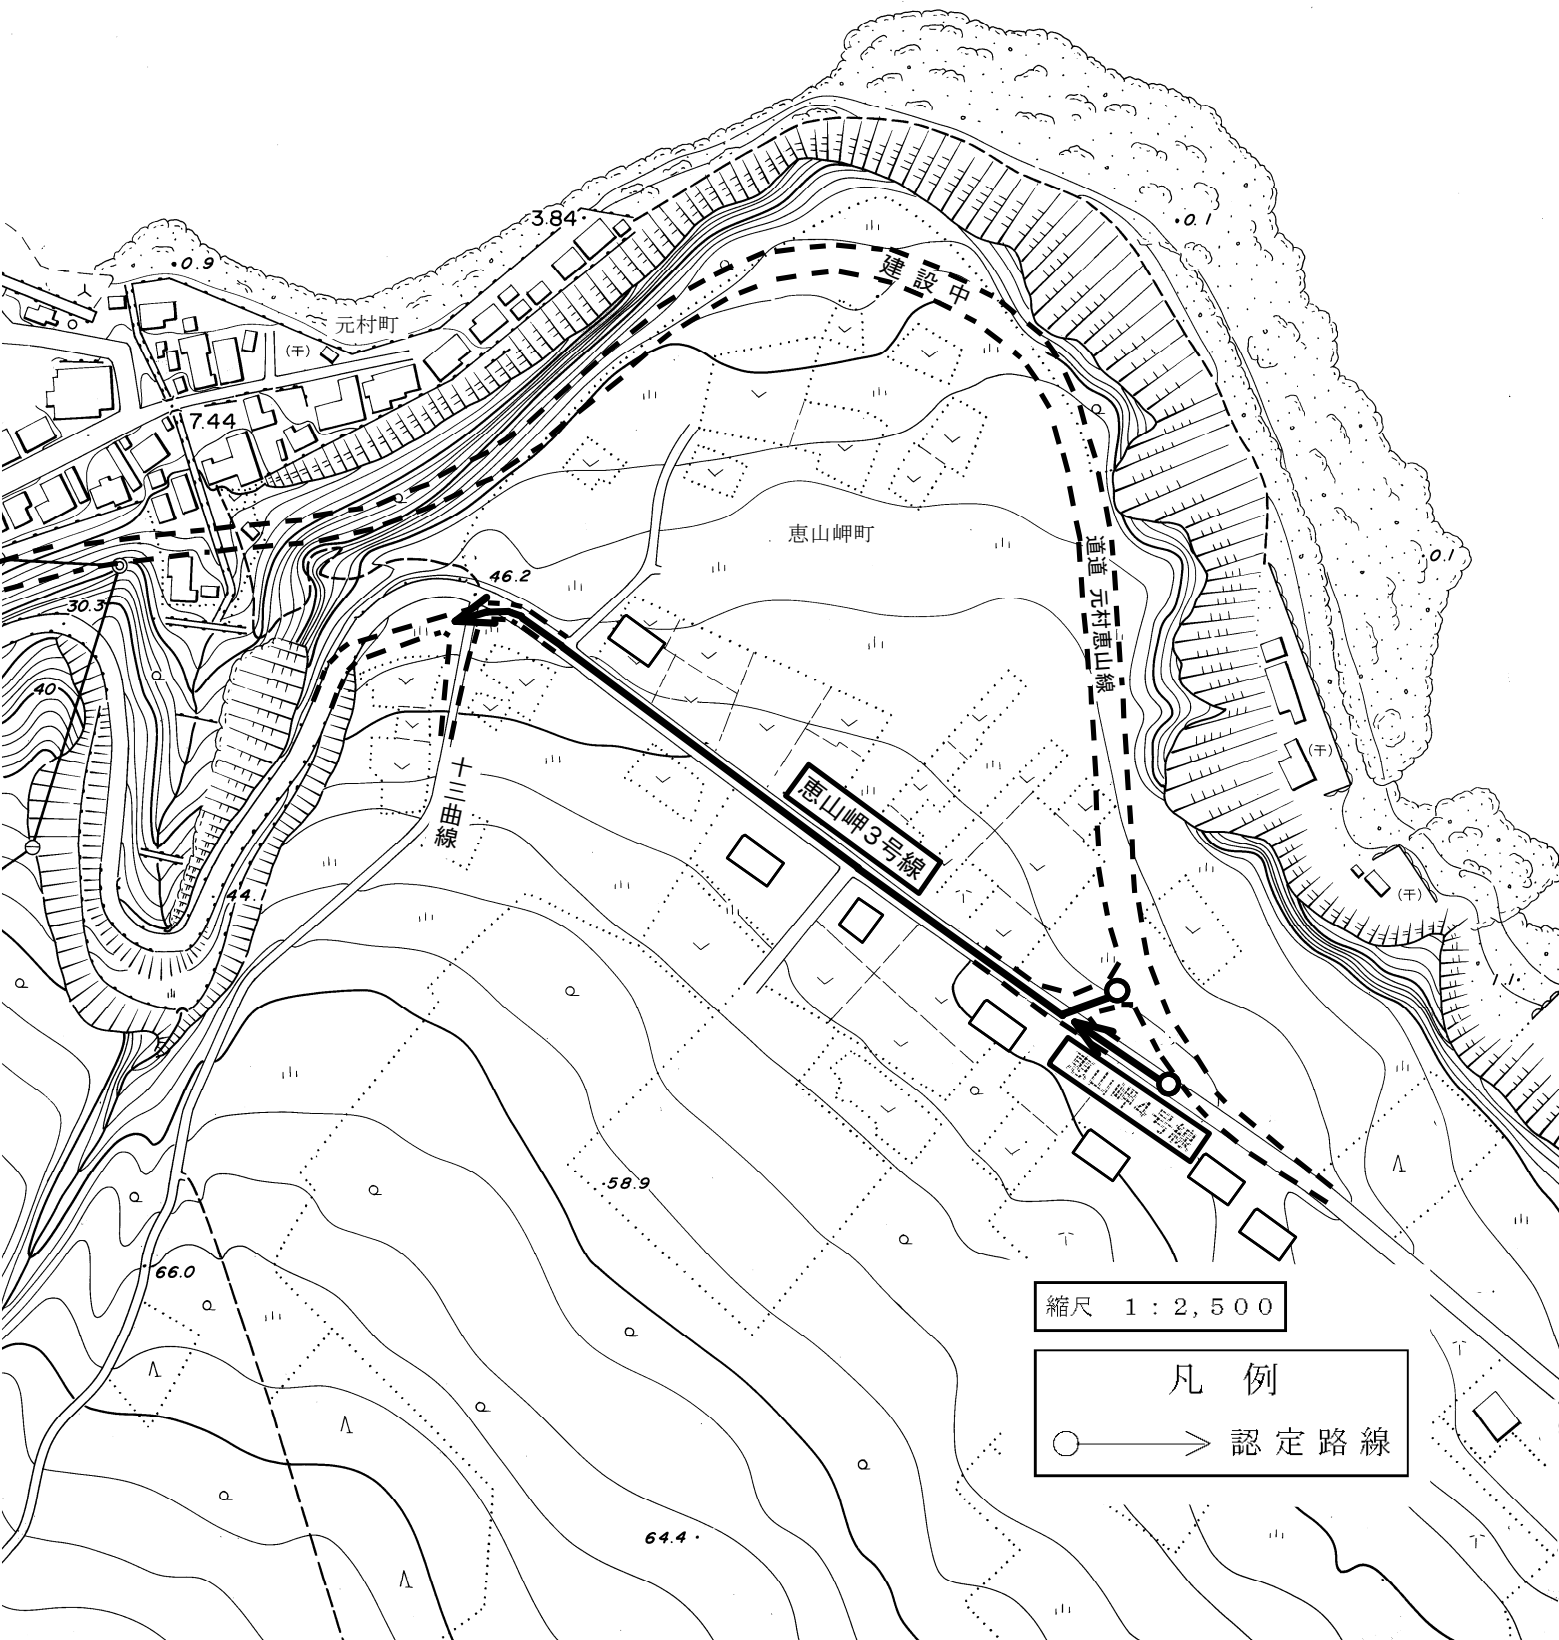 0.1
3.84
0.9
建設中
元村町
(干)
7.44
恵山岬町
道道 元村恵山線
0.1
46.2
30.3
40
(干)
十三曲線
恵山岬3号線
44.
(干)
1.1
恵山岬4号線
58.9
66.0
縮尺 1:2,500
凡例
認定路線
64.4